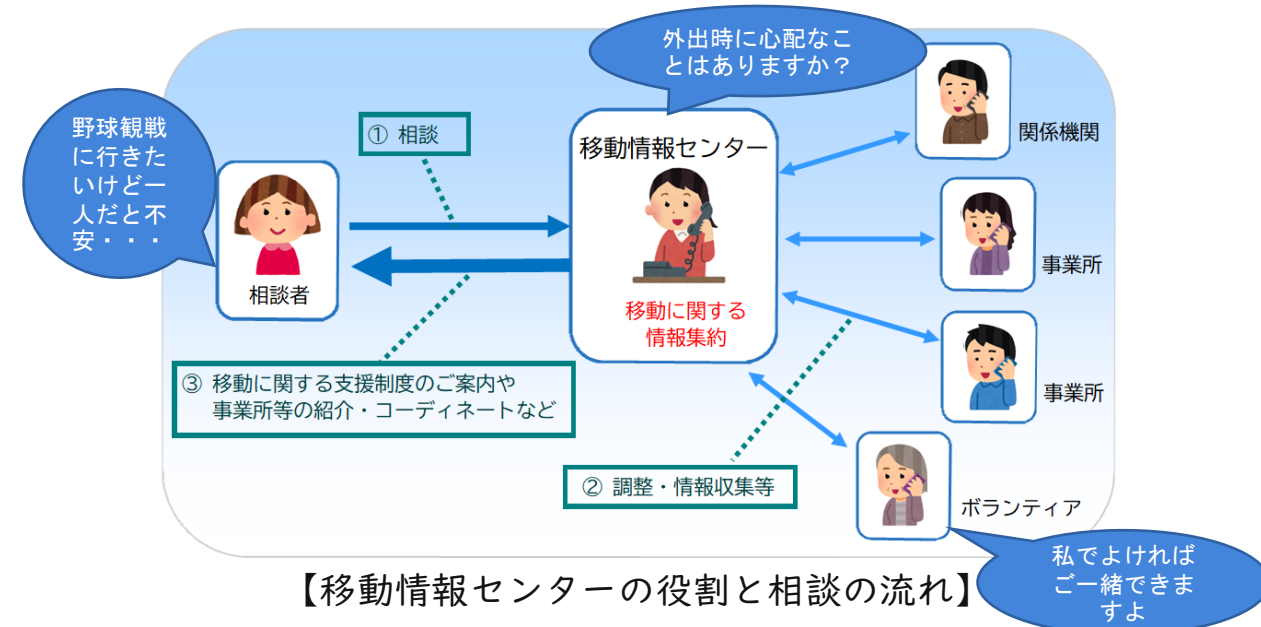 外出時に心配なこ
とはありますか？
野球観戦
に行きた
いけど一
人だと不
安・・・
① 相談
移動情報センター
関係機関
相談者
移動に関する
情報集約
事業所
③ 移動に関する支援制度のご案内や
事業所等の紹介・コーディネートなど
事業所
② 調整・情報収集等
ボランティア
私でよければ
ご一緒できま
すよ
【移動情報センターの役割と相談の流れ】